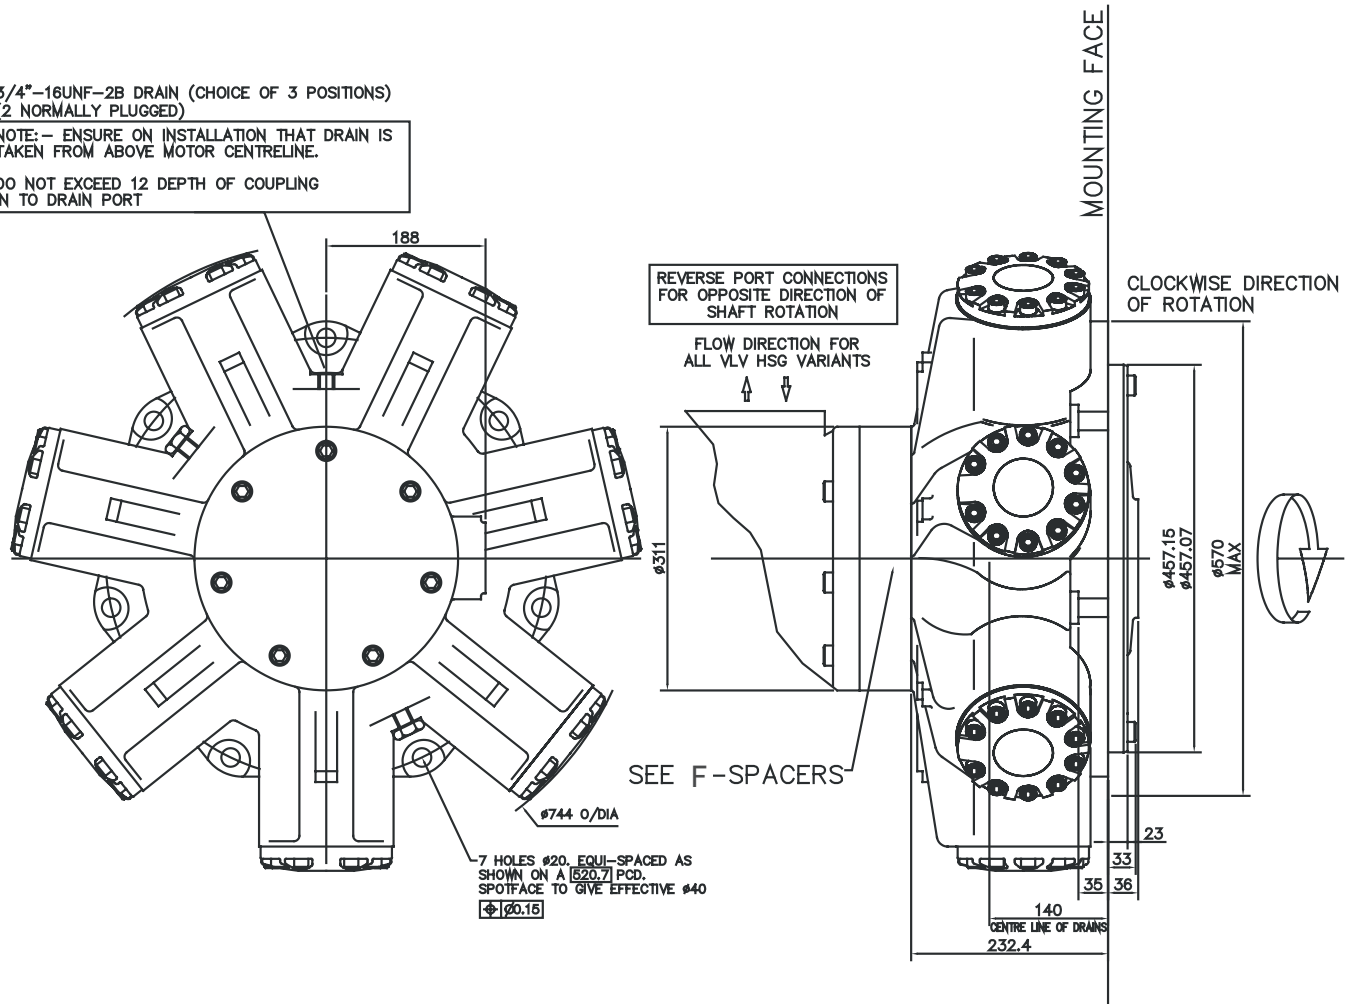 3/4"-16UNF-2B DRAIN (CHOICE OF 3 POSITIONS)
(2 NORMALLY PLUGGED)
NOTE:- ENSURE ON INSTALLATION THAT DRAIN IS
TAKEN FROM ABOVE MOTOR CENTRELINE.
DO NOT EXCEED 12 DEPTH OF COUPLING
N TO DRAIN PORT
188
MOUNTING FACE
REVERSE PORT CONNECTIONS
FOR OPPOSITE DIRECTION OF
SHAFT ROTATION
FLOW DIRECTION FOR
ALL VLV HSG VARIANTS
CLOCKWISE DIRECTION
OF ROTATION
ø311
ø457.15
ø457.07
ø570
MAX
SEE F-SPACERS
ø744 O/DIA
7 HOLES ø20. EQUI-SPACED AS
SHOWN ON A 520.7 PCD.
SPOTFACE TO GIVE EFFECTIVE ø40
⌖ ø0.15
23
33
35 36
140
CENTRE LINE OF DRAINS
232.4